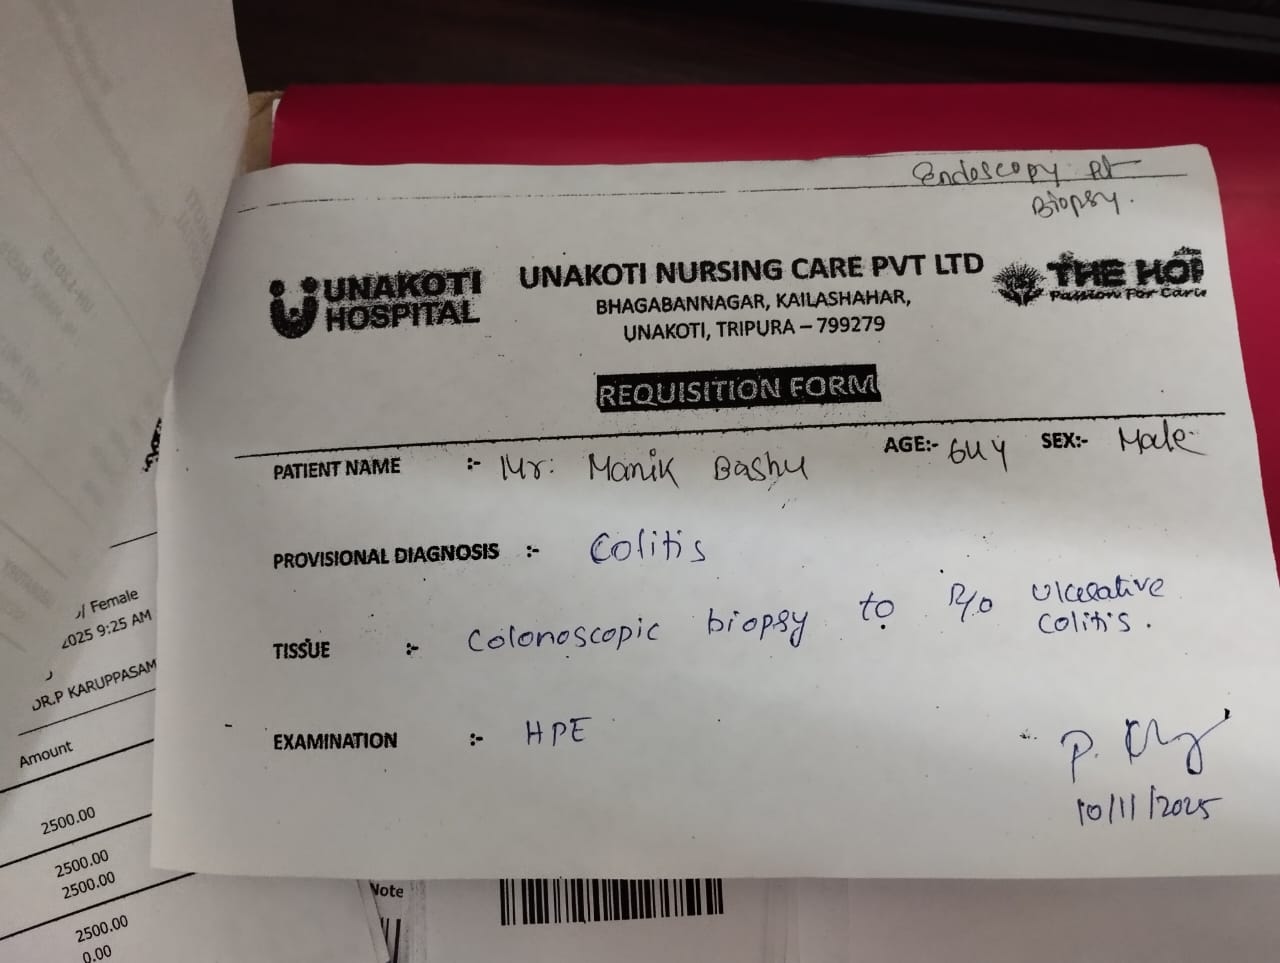 Endoscopy pt
Biopsy.
UNAKOTI HOSPITAL
UNAKOTI NURSING CARE PVT LTD
BHAGABANNAGAR, KAILASHAHAR,
UNAKOTI, TRIPURA – 799279
THE HOP
Passion For Care
REQUISITION FORM
PATIENT NAME :- Mr. Manik Bashu AGE:- 64 Y SEX:- Male
PROVISIONAL DIAGNOSIS :- Colitis
TISSUE :- Colonoscopic biopsy to R/o ulcerative
colitis.
EXAMINATION :- HPE
P.
10/11/2025
/ Female
2025 9:25 AM
DR.P KARUPPASAM
Amount
2500.00
2500.00
2500.00
2500.00
0.00
Note